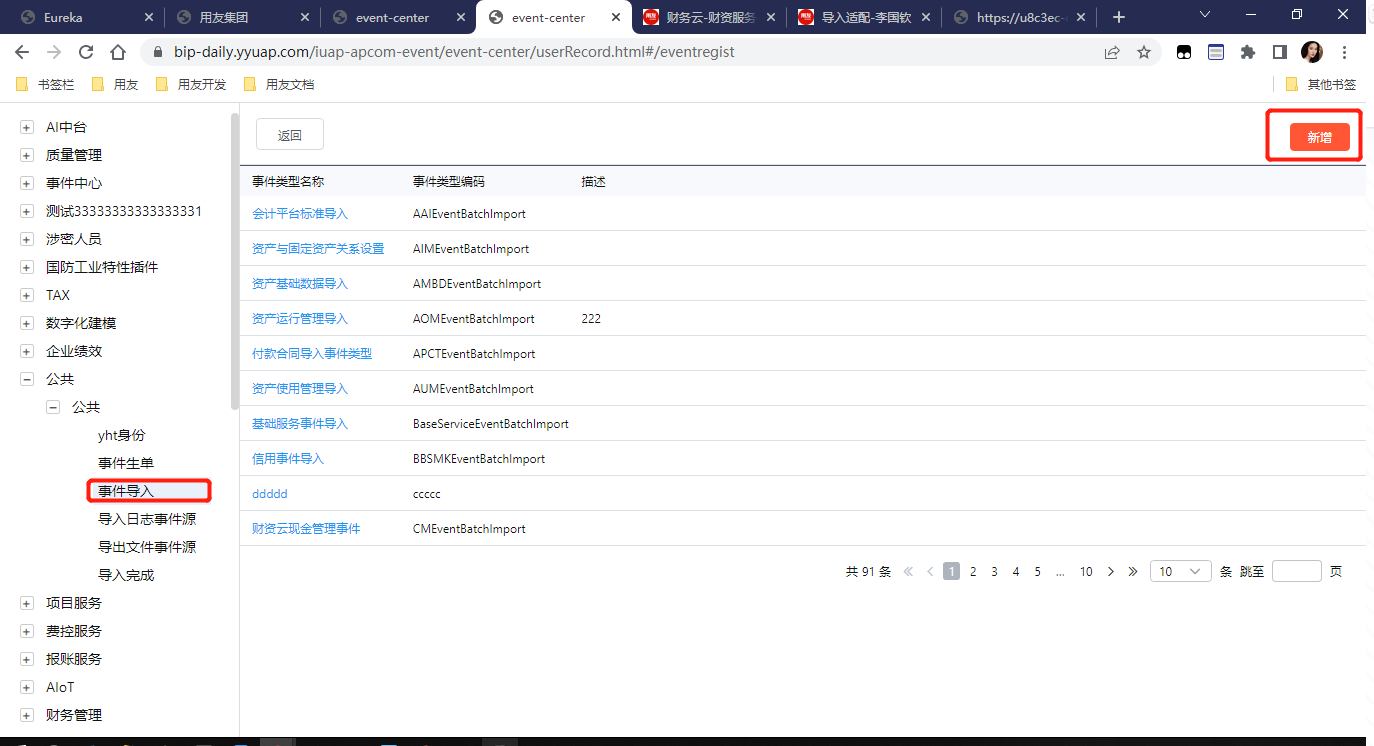 Eureka
用友集团
event-center
event-center
财务云-财资服务
导入适配-李国钦
https://u8c3ec-
bip-daily.yyuap.com/iuap-apcom-event/event-center/userRecord.html#/eventregist
书签栏
用友
用友开发
用友文档
其他书签
AI中台
质量管理
事件中心
测试33333333333333331
涉密人员
国防工业特性插件
TAX
数字化建模
企业绩效
公共
公共
yht身份
事件生单
事件导入
导入日志事件源
导出文件事件源
导入完成
项目服务
费控服务
报账服务
AIoT
财务管理
返回
新增
事件类型名称 事件类型编码 描述
会计平台标准导入 AAIEventBatchImport
资产与固定资产关系设置 AIMEventBatchImport
资产基础数据导入 AMBDEventBatchImport
资产运行管理导入 AOMEventBatchImport 222
付款合同导入事件类型 APCTEventBatchImport
资产使用管理导入 AUMEventBatchImport
基础服务事件导入 BaseServiceEventBatchImport
信用事件导入 BBSMKEventBatchImport
ddddd ccccc
财资云现金管理事件 CMEventBatchImport
共 91 条 1 2 3 4 5 ... 10 10 条 跳至 页